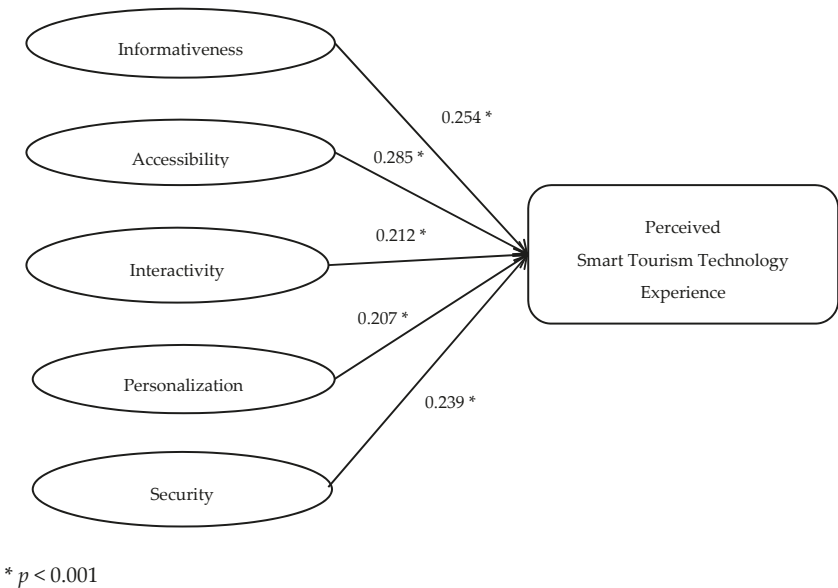 Informativeness
0.254 *
Accessibility
0.285 *
Perceived
Smart Tourism Technology
Experience
0.212 *
Interactivity
0.207 *
Personalization
0.239 *
Security
* p < 0.001